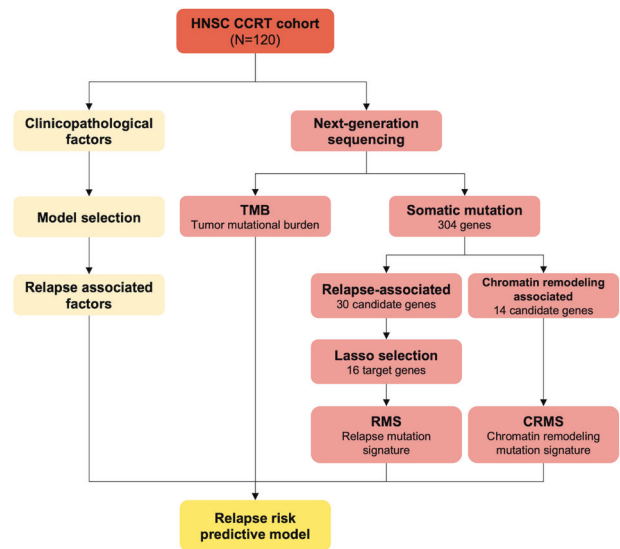 HNSC CCRT cohort
(N=120)
Clinicopathological
factors
Next-generation
sequencing
Model selection
TMB
Tumor mutational burden
Somatic mutation
304 genes
Relapse associated
factors
Relapse-associated
30 candidate genes
Chromatin remodeling
associated
14 candidate genes
Lasso selection
16 target genes
RMS
Relapse mutation
signature
CRMS
Chromatin remodeling
mutation signature
Relapse risk
predictive model